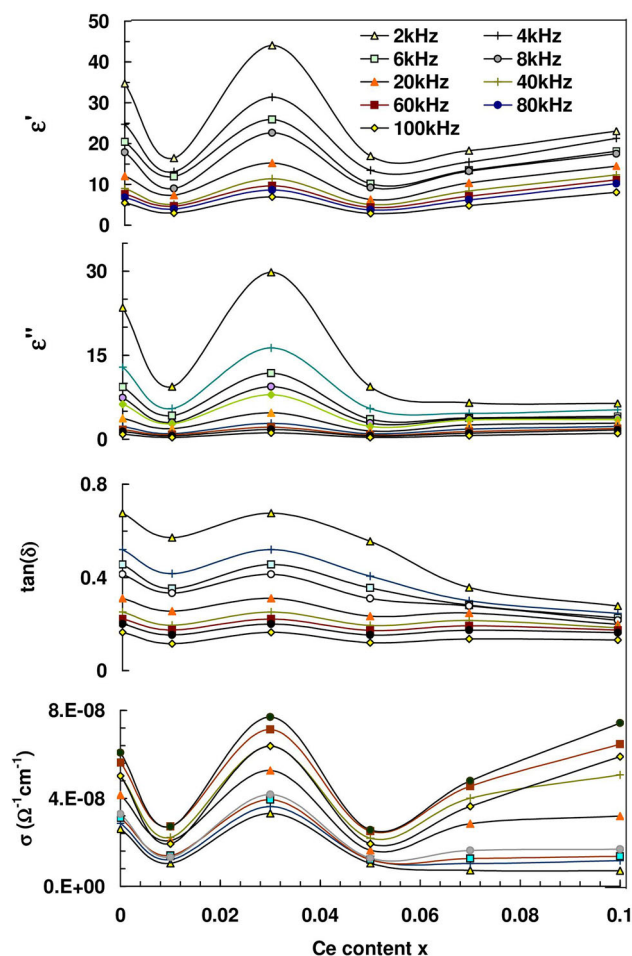 50
40
30
20
10
0
ε'
2kHz 4kHz
6kHz 8kHz
20kHz 40kHz
60kHz 80kHz
100kHz
30
15
0
ε''
0.8
0.4
0
tan(δ)
8.E-08
4.E-08
0.E+00
σ (Ω⁻¹cm⁻¹)
0 0.02 0.04 0.06 0.08 0.1
Ce content x